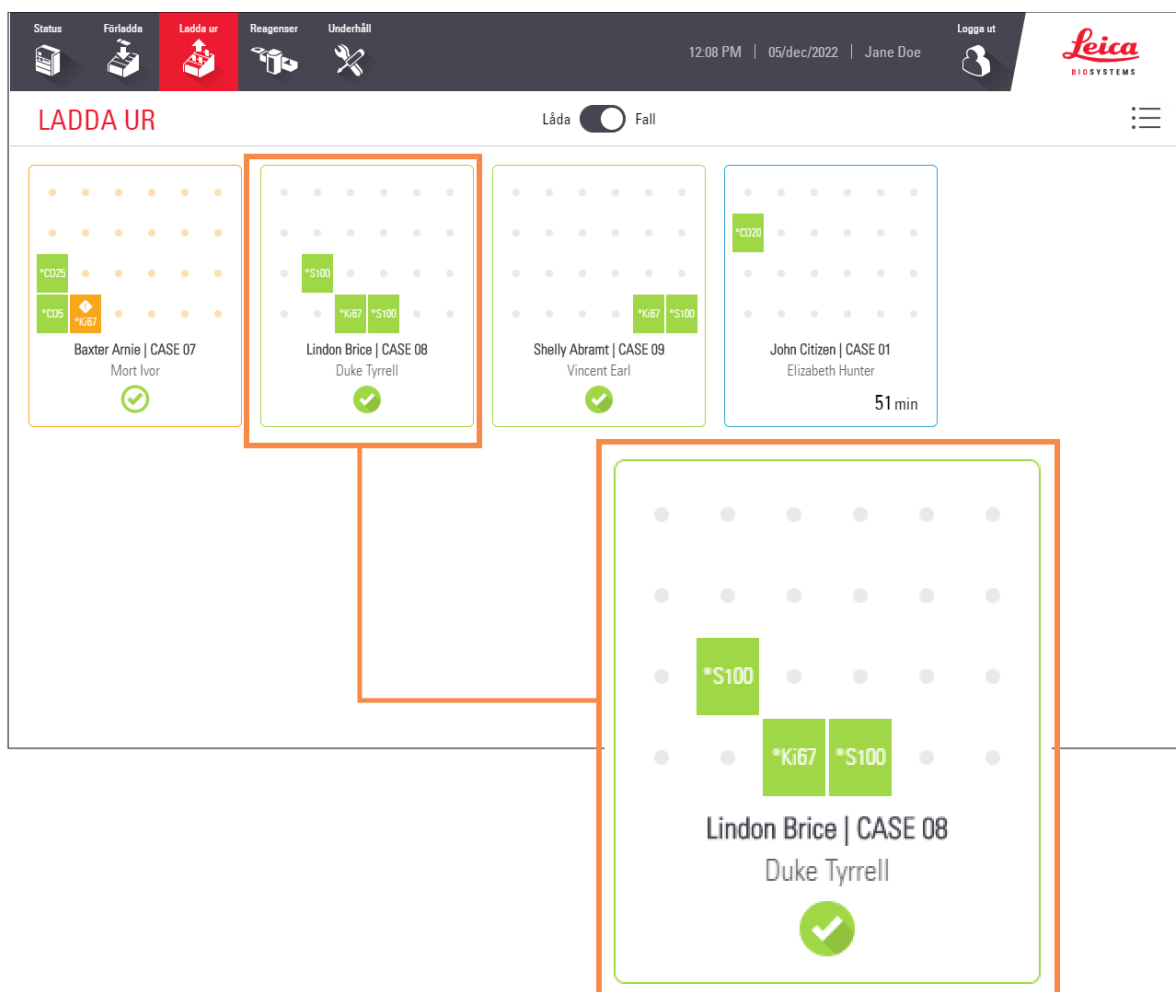 Status
Förladda
Ladda ur
Reagenser
Underhåll
12:08 PM | 05/dec/2022 | Jane Doe
Logga ut
Leica
BIOSYSTEMS
LADDA UR
Låda
Fall
*CD25
*CD5
*Ki67
Baxter Arnie | CASE 07
Mort Ivor
*S100
*Ki67
*S100
Lindon Brice | CASE 08
Duke Tyrrell
*Ki67
*S100
Shelly Abramt | CASE 09
Vincent Earl
*CD20
John Citizen | CASE 01
Elizabeth Hunter
51 min
*S100
*Ki67
*S100
Lindon Brice | CASE 08
Duke Tyrrell